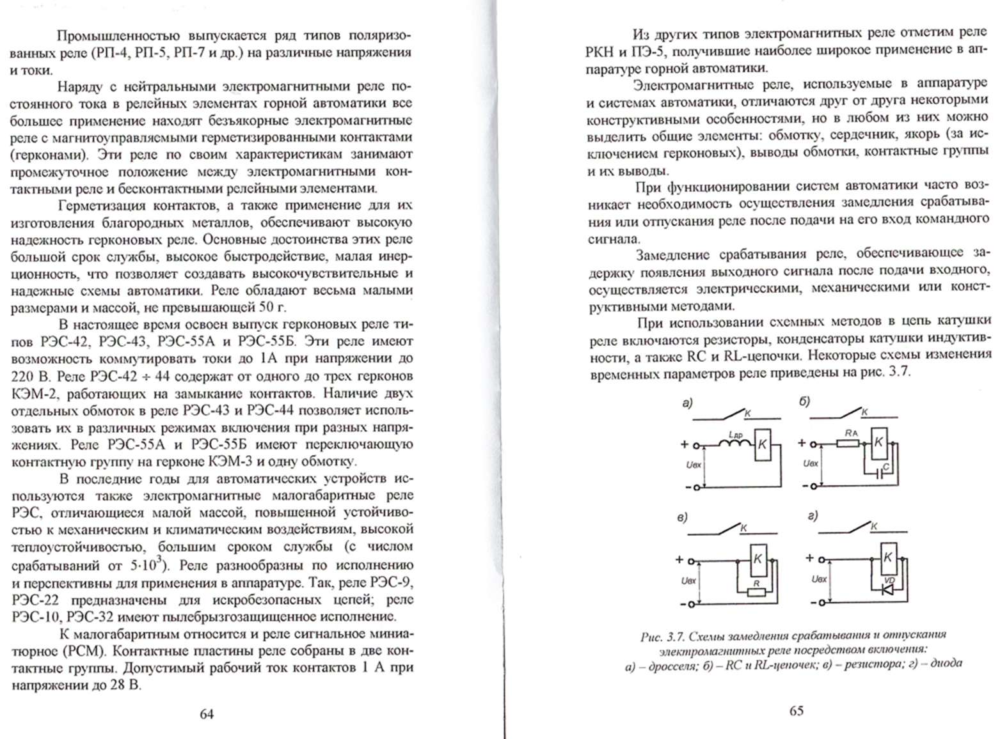 Промышленностью выпускается ряд типов поляризо-
ванных реле (РП-4, РП-5, РП-7 и др.) на различные напряжения
и токи.
Наряду с нейтральными электромагнитными реле по-
стоянного тока в релейных элементах горной автоматики все
большее применение находят безъякорные электромагнитные
реле с магнитоуправляемыми герметизированными контактами
(герконами). Эти реле по своим характеристикам занимают
промежуточное положение между электромагнитными кон-
тактными реле и бесконтактными релейными элементами.
Герметизация контактов, а также применение для их
изготовления благородных металлов, обеспечивают высокую
надежность герконовых реле. Основные достоинства этих реле
большой срок службы, высокое быстродействие, малая инер-
ционность, что позволяет создавать высокочувствительные и
надежные схемы автоматики. Реле обладают весьма малыми
размерами и массой, не превышающей 50 г.
В настоящее время освоен выпуск герконовых реле ти-
пов РЭС-42, РЭС-43, РЭС-55А и РЭС-55Б. Эти реле имеют
возможность коммутировать токи до 1А при напряжении до
220 В. Реле РЭС-42 ÷ 44 содержат от одного до трех герконов
КЭМ-2, работающих на замыкание контактов. Наличие двух
отдельных обмоток в реле РЭС-43 и РЭС-44 позволяет исполь-
зовать их в различных режимах включения при разных напря-
жениях. Реле РЭС-55А и РЭС-55Б имеют переключающую
контактную группу на герконе КЭМ-3 и одну обмотку.
В последние годы для автоматических устройств ис-
пользуются также электромагнитные малогабаритные реле
РЭС, отличающиеся малой массой, повышенной устойчиво-
стью к механическим и климатическим воздействиям, высокой
теплоустойчивостью, большим сроком службы (с числом
срабатываний от 5·10³). Реле разнообразны по исполнению
и перспективны для применения в аппаратуре. Так, реле РЭС-9,
РЭС-22 предназначены для искробезопасных цепей; реле
РЭС-10, РЭС-32 имеют пылебрызгозащищенное исполнение.
К малогабаритным относится и реле сигнальное миниа-
тюрное (РСМ). Контактные пластины реле собраны в две кон-
тактные группы. Допустимый рабочий ток контактов 1 А при
напряжении до 28 В.
64
Из других типов электромагнитных реле отметим реле
РКН и ПЭ-5, получившие наиболее широкое применение в ап-
паратуре горной автоматики.
Электромагнитные реле, используемые в аппаратуре
и системах автоматики, отличаются друг от друга некоторыми
конструктивными особенностями, но в любом из них можно
выделить общие элементы: обмотку, сердечник, якорь (за ис-
ключением герконовых), выводы обмотки, контактные группы
и их выводы.
При функционировании систем автоматики часто воз-
никает необходимость осуществления замедления срабатыва-
ния или отпускания реле после подачи на его вход командного
сигнала.
Замедление срабатывания реле, обеспечивающее за-
держку появления выходного сигнала после подачи входного,
осуществляется электрическими, механическими или конст-
руктивными методами.
При использовании схемных методов в цепь катушки
реле включаются резисторы, конденсаторы катушки индуктив-
ности, а также RC и RL-цепочки. Некоторые схемы изменения
временных параметров реле приведены на рис. 3.7.
а) К б) К
+ Lдр К + RA К
Uвх Uвх С
- -
в) К г) К
+ К + К
Uвх R Uвх VD
- -
Рис. 3.7. Схемы замедления срабатывания и отпускания
электромагнитных реле посредством включения:
а) – дросселя; б) – RC и RL-цепочек; в) – резистора; г) – диода
65